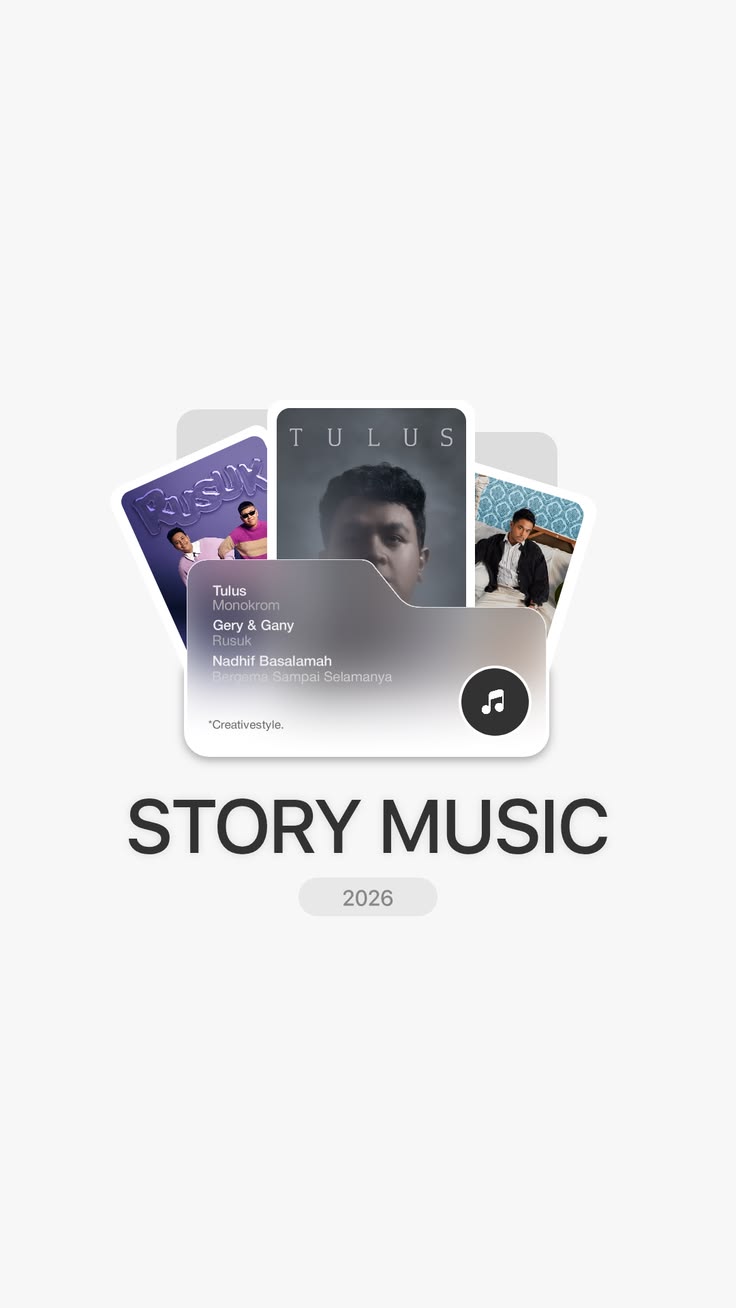 RUSUK
TULUS
Tulus
Monokrom
Gery & Gany
Rusuk
Nadhif Basalamah
Bergema Sampai Selamanya
*Creativestyle.
STORY MUSIC
2026